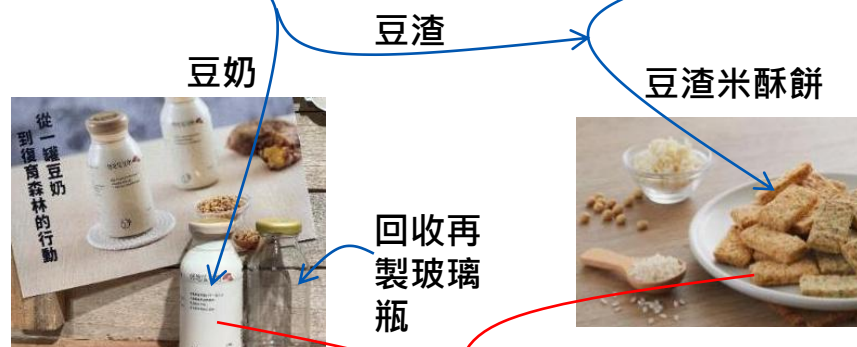 豆渣
豆奶
豆渣米酥餅
從一罐豆奶
到復育森林的行動
回收再
製玻璃
瓶